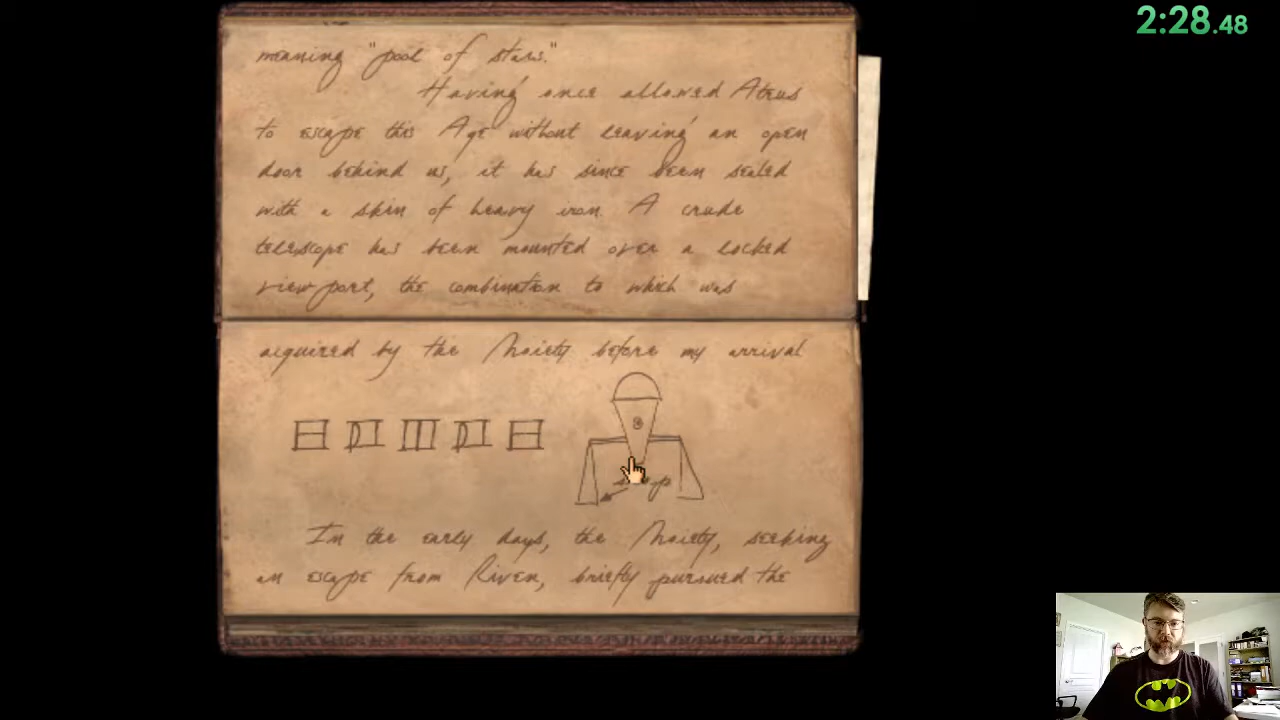 2:28.48
meaning "pool of stars."
Having once allowed Atrus
to escape this Age without leaving an open
door behind us, it has since been sealed
with a skin of heavy iron. A crude
telescope has been mounted over a locked
view port, the combination to which was
acquired by the Moiety before my arrival
In the early days, the Moiety, seeking
an escape from Riven, briefly pursued the